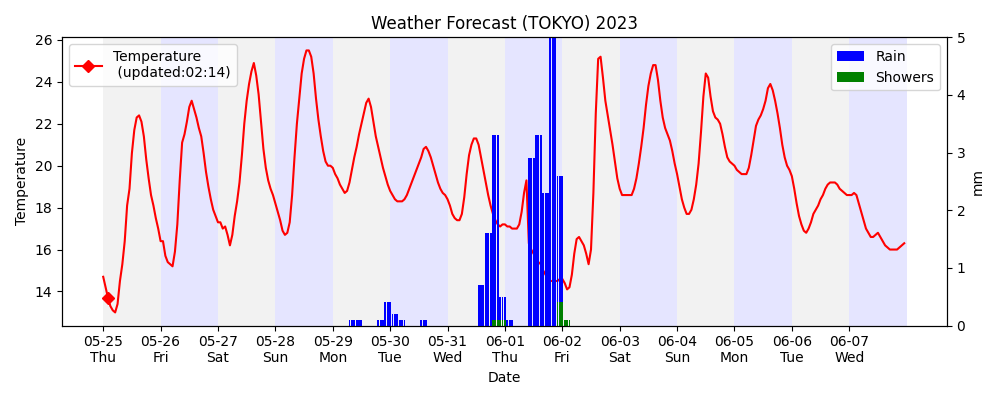 Weather Forecast (TOKYO) 2023
Temperature
(updated:02:14)
Rain
Showers
Temperature
26
24
22
20
18
16
14
5
4
3
2
1
0
mm
05-25 05-26 05-27 05-28 05-29 05-30 05-31 06-01 06-02 06-03 06-04 06-05 06-06 06-07
Thu Fri Sat Sun Mon Tue Wed Thu Fri Sat Sun Mon Tue Wed
Date